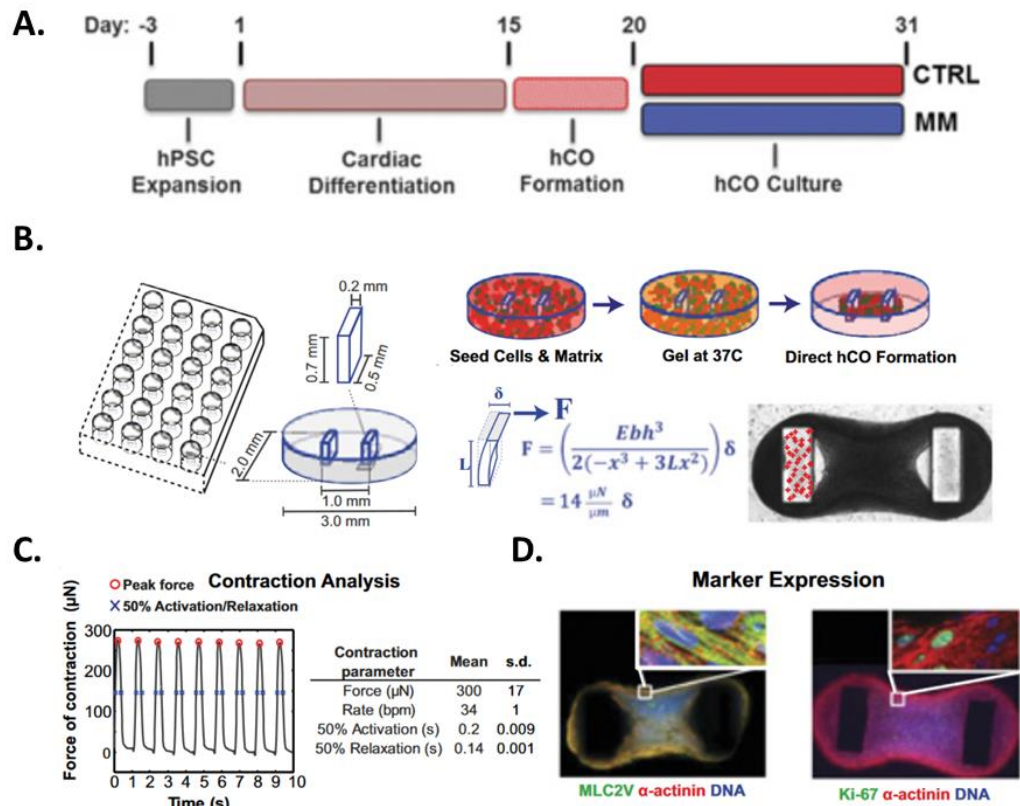 A.
Day: -3 1 15 20 31
CTRL
MM
hPSC
Expansion
Cardiac
Differentiation
hCO
Formation
hCO Culture
B.
0.2 mm
0.7 mm
0.5 mm
2.0 mm
1.0 mm
3.0 mm
Seed Cells & Matrix
Gel at 37C
Direct hCO Formation
δ
F
L
F = (Ebh³ / 2(-x³ + 3Lx²)) δ
= 14 μN/μm δ
C.
Contraction Analysis
Peak force
50% Activation/Relaxation
Force of contraction (µN)
300
200
100
0
0 1 2 3 4 5 6 7 8 9 10
Time (s)
Contraction parameter Mean s.d.
Force (µN) 300 17
Rate (bpm) 34 1
50% Activation (s) 0.2 0.009
50% Relaxation (s) 0.14 0.001
D.
Marker Expression
MLC2V α-actinin DNA
Ki-67 α-actinin DNA